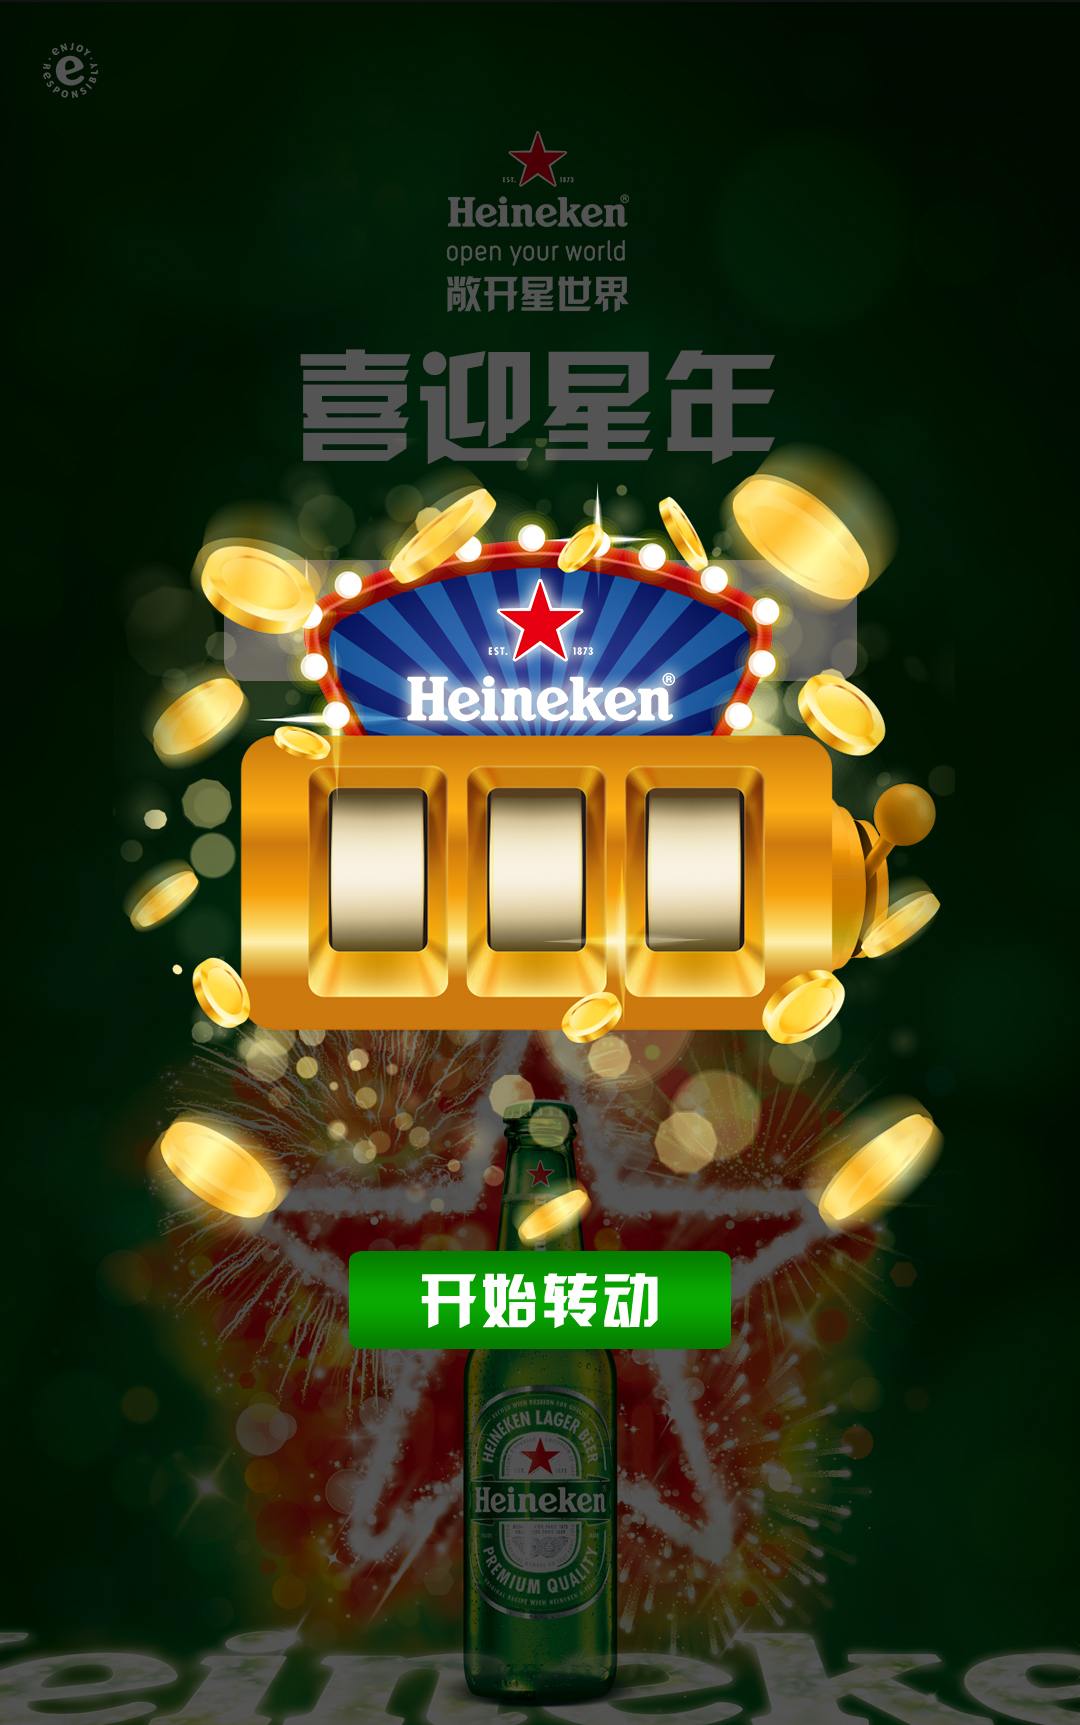 ENJOY RESPONSIBLY
e
EST. 1873
Heineken®
open your world
敞开星世界
喜迎星年
EST. 1873
Heineken®
开始转动
HEINEKEN LAGER BEER
Heineken
PREMIUM QUALITY
Heineke